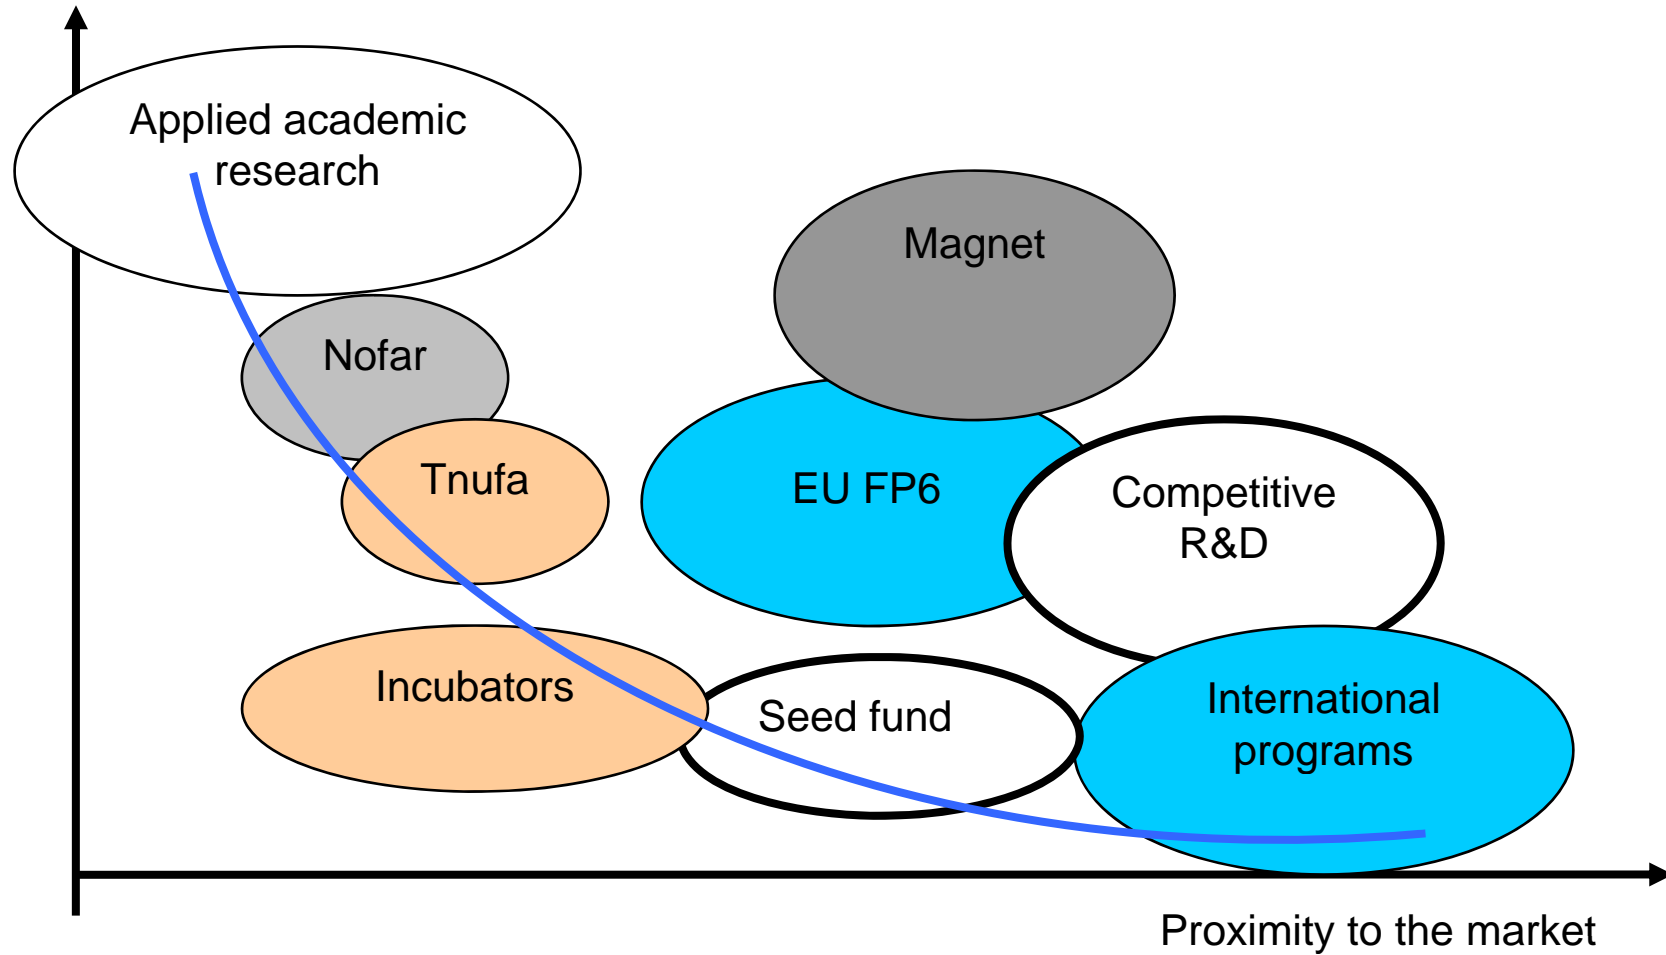 Applied academic
research
Magnet
Nofar
Tnufa
EU FP6
Competitive
R&D
Incubators
Seed fund
International
programs
Proximity to the market